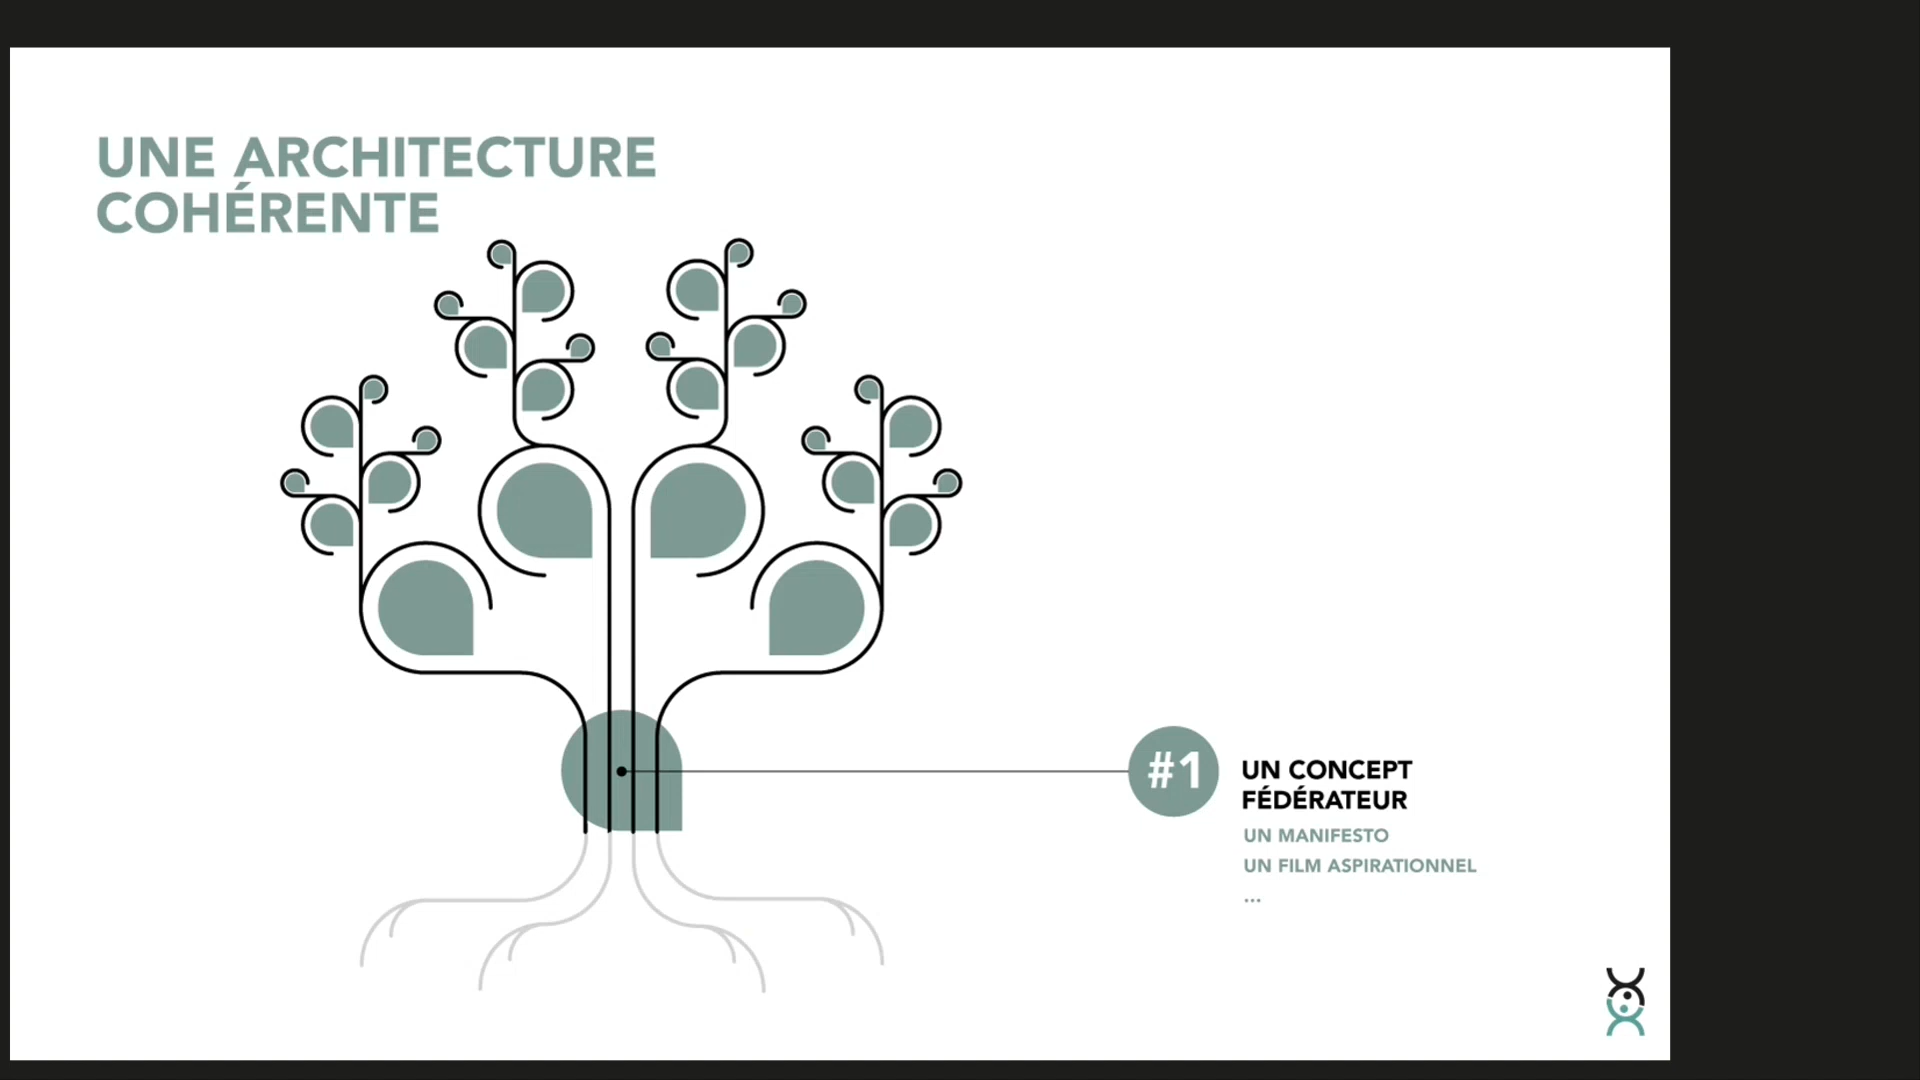 UNE ARCHITECTURE
COHÉRENTE
#1
UN CONCEPT
FÉDÉRATEUR
UN MANIFESTO
UN FILM ASPIRATIONNEL
...